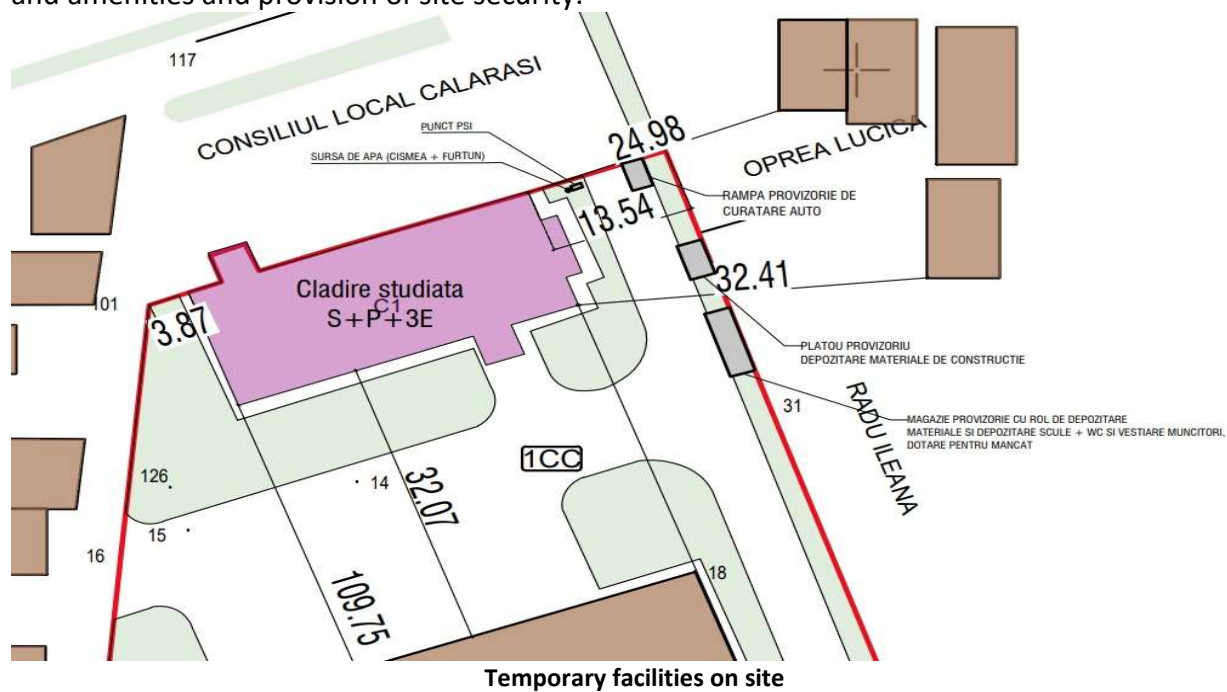 and amenities and provision of site security.
117
CONSILIUL LOCAL CALARASI
PUNCT PSI
SURSA DE APA (CISMEA + FURTUN)
24.98
OPREA LUCICA
RAMPA PROVIZORIE DE
CURATARE AUTO
13.54
32.41
Cladire studiata
C1
S+P+3E
101
3.87
PLATOU PROVIZORIU
DEPOZITARE MATERIALE DE CONSTRUCTIE
31
RADU ILEANA
MAGAZIE PROVIZORIE CU ROL DE DEPOZITARE
MATERIALE SI DEPOZITARE SCULE + WC SI VESTIARE MUNCITORI,
DOTARE PENTRU MANCAT
1CC
126
14
32.07
15
16
18
109.75
Temporary facilities on site